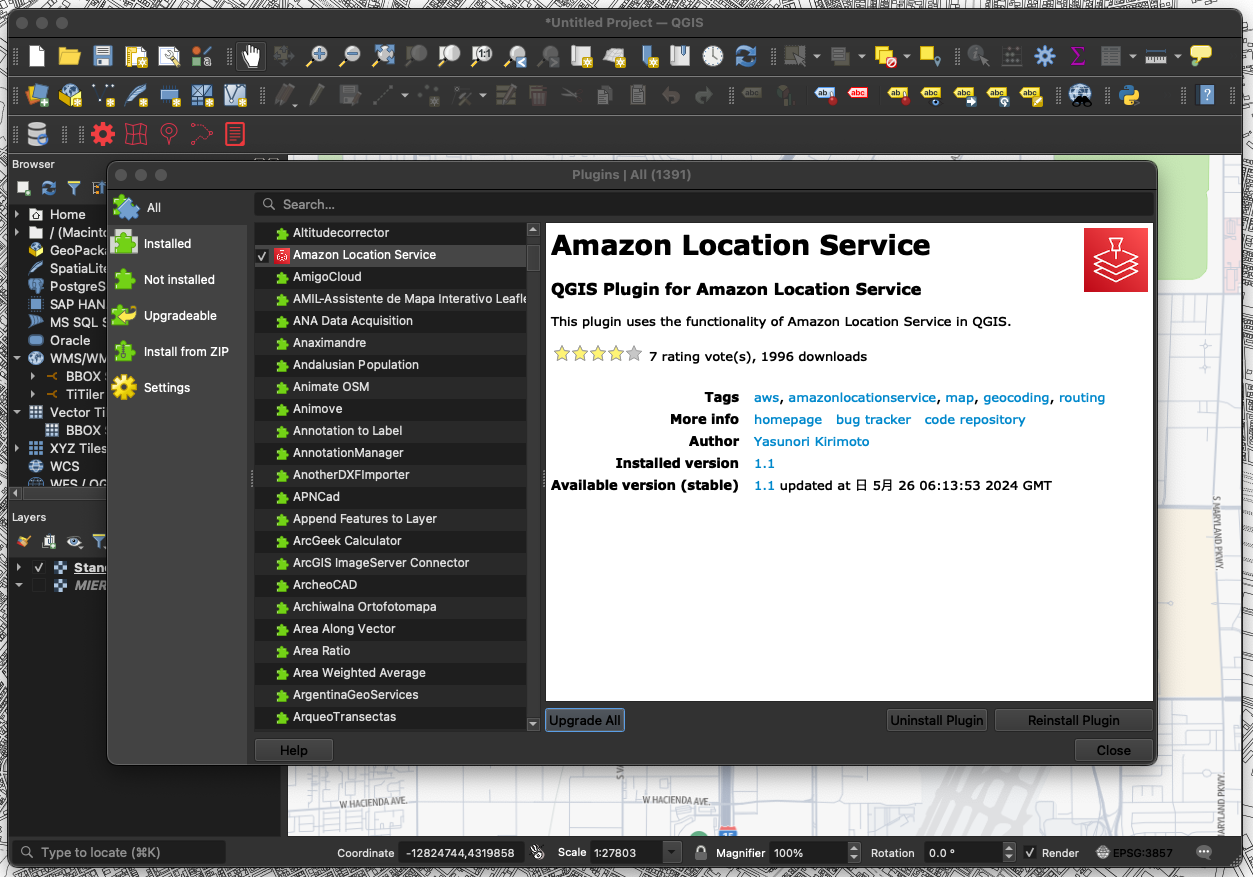 *Untitled Project — QGIS
Browser
Home
/ (Macinto
GeoPacka
SpatiaLite
PostgreS
SAP HAN
MS SQL S
Oracle
WMS/WM
BBOX S
TiTiler
Vector Ti
BBOX S
XYZ Tiles
WCS
WFS / OG
Layers
Stan
MIER
Plugins | All (1391)
All
Installed
Not installed
Upgradeable
Install from ZIP
Settings
Search...
Altitudecorrector
Amazon Location Service
AmigoCloud
AMIL-Assistente de Mapa Interativo Leafle
ANA Data Acquisition
Anaximandre
Andalusian Population
Animate OSM
Animove
Annotation to Label
AnnotationManager
AnotherDXFImporter
APNCad
Append Features to Layer
ArcGeek Calculator
ArcGIS ImageServer Connector
ArcheoCAD
Archiwalna Ortofotomapa
Area Along Vector
Area Ratio
Area Weighted Average
ArgentinaGeoServices
ArqueoTransectas
Amazon Location Service
QGIS Plugin for Amazon Location Service
This plugin uses the functionality of Amazon Location Service in QGIS.
7 rating vote(s), 1996 downloads
Tags aws, amazonlocationservice, map, geocoding, routing
More info homepage bug tracker code repository
Author Yasunori Kirimoto
Installed version 1.1
Available version (stable) 1.1 updated at 日 5月 26 06:13:53 2024 GMT
Upgrade All
Uninstall Plugin
Reinstall Plugin
Help
Close
S MARYLAND PKWY.
MARYLAND PKWY.
W HACIENDA AVE.
W HACIENDA AVE.
Type to locate (⌘K)
Coordinate -12824744,4319858
Scale 1:27803
Magnifier 100%
Rotation 0.0 °
Render
EPSG:3857